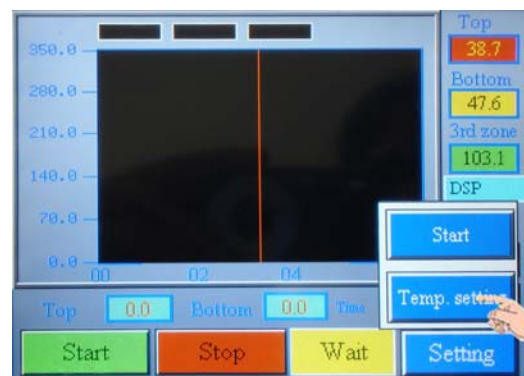 Top
38.7
Bottom
47.6
3rd zone
103.1
DSP
350.0
280.0
210.0
140.0
70.0
0.0
00 02 04
Start
Temp. setting
Top 0.0 Bottom 0.0 Time
Start Stop Wait Setting